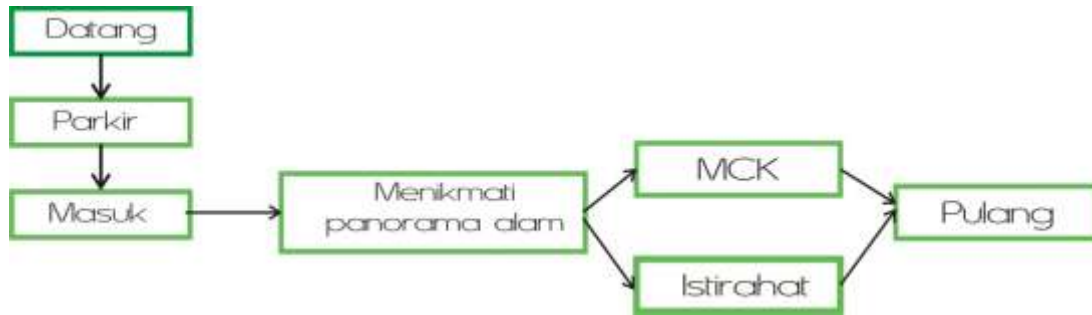 Datang
Parkir
Masuk
Menikmati
panorama alam
MCK
Istirahat
Pulang